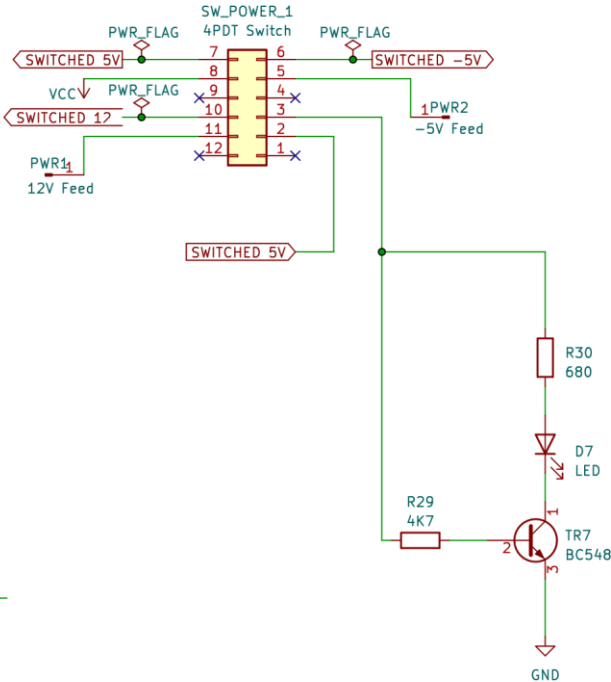 SW_POWER_1
4PDT Switch
PWR_FLAG
PWR_FLAG
SWITCHED 5V
7
6
SWITCHED -5V
8
5
VCC
PWR_FLAG
9
4
1
PWR2
SWITCHED 12
10
3
-5V Feed
11
2
PWR1
1
12
1
12V Feed
SWITCHED 5V
R30
680
D7
LED
R29
4K7
1
2
TR7
BC548
3
GND